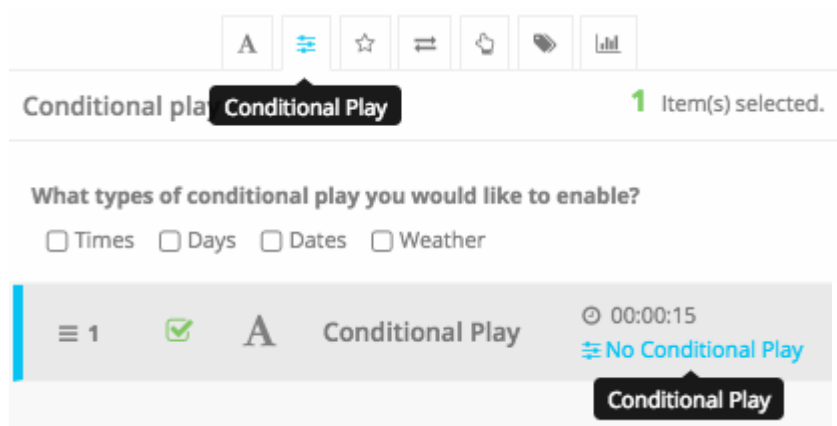 A
Conditional play
Conditional Play
1 Item(s) selected.
What types of conditional play you would like to enable?
Times Days Dates Weather
1 A Conditional Play
00:00:15
No Conditional Play
Conditional Play